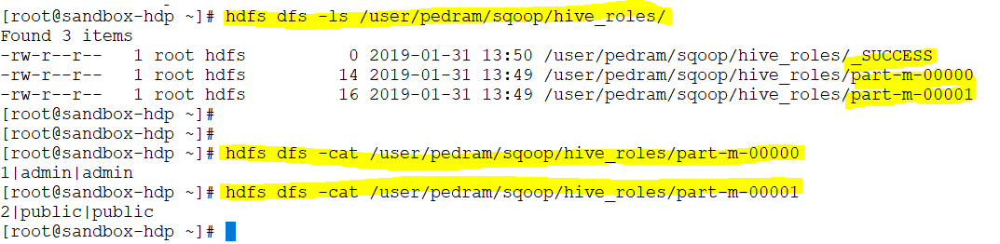 [root@sandbox-hdp ~]# hdfs dfs -ls /user/pedram/sqoop/hive_roles/
Found 3 items
-rw-r--r--   1 root hdfs          0 2019-01-31 13:50 /user/pedram/sqoop/hive_roles/_SUCCESS
-rw-r--r--   1 root hdfs         14 2019-01-31 13:49 /user/pedram/sqoop/hive_roles/part-m-00000
-rw-r--r--   1 root hdfs         16 2019-01-31 13:49 /user/pedram/sqoop/hive_roles/part-m-00001
[root@sandbox-hdp ~]#
[root@sandbox-hdp ~]#
[root@sandbox-hdp ~]# hdfs dfs -cat /user/pedram/sqoop/hive_roles/part-m-00000
1|admin|admin
[root@sandbox-hdp ~]# hdfs dfs -cat /user/pedram/sqoop/hive_roles/part-m-00001
2|public|public
[root@sandbox-hdp ~]#